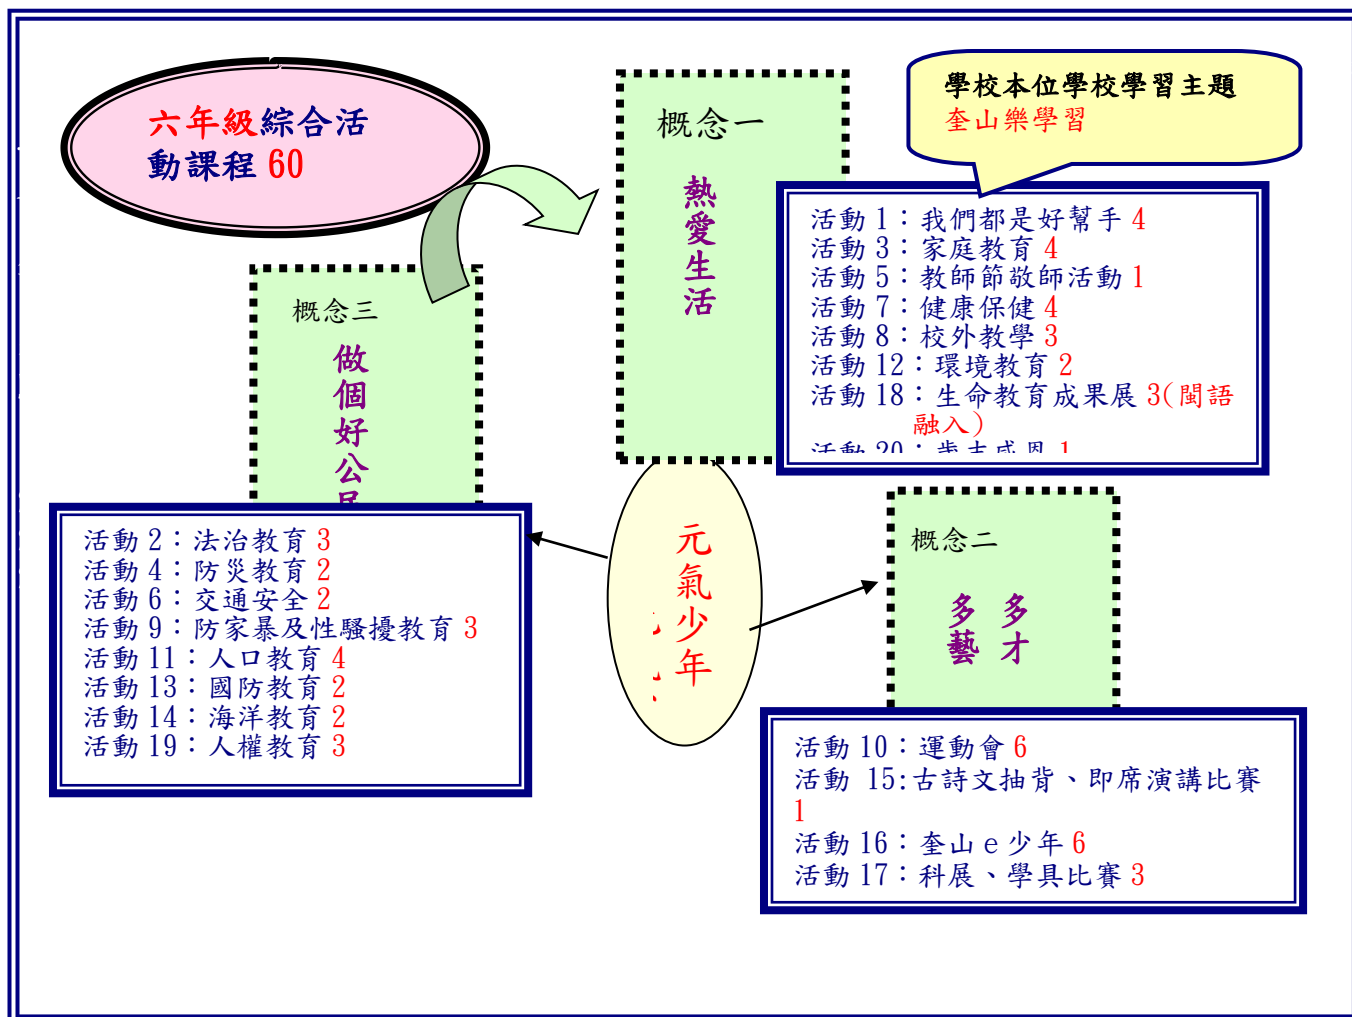 六年級綜合活
動課程 60
概念一
熱愛生活
學校本位學校學習主題
奎山樂學習
活動 1：我們都是好幫手 4
活動 3：家庭教育 4
活動 5：教師節敬師活動 1
活動 7：健康保健 4
活動 8：校外教學 3
活動 12：環境教育 2
活動 18：生命教育成果展 3(閩語
融入)
活動 20：歲末感恩 1
概念三
做個好公民
活動 2：法治教育 3
活動 4：防災教育 2
活動 6：交通安全 2
活動 9：防家暴及性騷擾教育 3
活動 11：人口教育 4
活動 13：國防教育 2
活動 14：海洋教育 2
活動 19：人權教育 3
元氣少年
概念二
多才
多藝
活動 10：運動會 6
活動 15:古詩文抽背、即席演講比賽
1
活動 16：奎山 e 少年 6
活動 17：科展、學具比賽 3